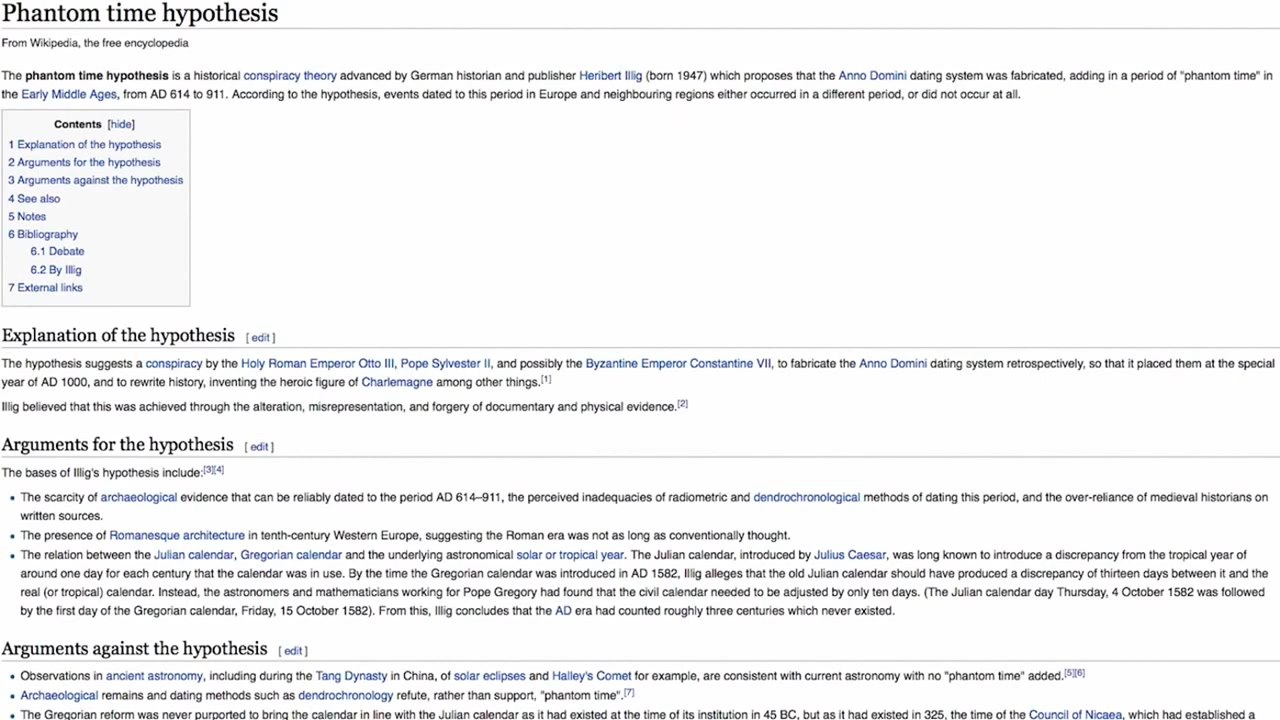 Phantom time hypothesis
From Wikipedia, the free encyclopedia
The phantom time hypothesis is a historical conspiracy theory advanced by German historian and publisher Heribert Illig (born 1947) which proposes that the Anno Domini dating system was fabricated, adding in a period of "phantom time" in
the Early Middle Ages, from AD 614 to 911. According to the hypothesis, events dated to this period in Europe and neighbouring regions either occurred in a different period, or did not occur at all.
Contents [hide]
1 Explanation of the hypothesis
2 Arguments for the hypothesis
3 Arguments against the hypothesis
4 See also
5 Notes
6 Bibliography
6.1 Debate
6.2 By Illig
7 External links
Explanation of the hypothesis [ edit ]
The hypothesis suggests a conspiracy by the Holy Roman Emperor Otto III, Pope Sylvester II, and possibly the Byzantine Emperor Constantine VII, to fabricate the Anno Domini dating system retrospectively, so that it placed them at the special
year of AD 1000, and to rewrite history, inventing the heroic figure of Charlemagne among other things.[1]
Illig believed that this was achieved through the alteration, misrepresentation, and forgery of documentary and physical evidence.[2]
Arguments for the hypothesis [ edit ]
The bases of Illig's hypothesis include:[3][4]
• The scarcity of archaeological evidence that can be reliably dated to the period AD 614–911, the perceived inadequacies of radiometric and dendrochronological methods of dating this period, and the over-reliance of medieval historians on
written sources.
• The presence of Romanesque architecture in tenth-century Western Europe, suggesting the Roman era was not as long as conventionally thought.
• The relation between the Julian calendar, Gregorian calendar and the underlying astronomical solar or tropical year. The Julian calendar, introduced by Julius Caesar, was long known to introduce a discrepancy from the tropical year of
around one day for each century that the calendar was in use. By the time the Gregorian calendar was introduced in AD 1582, Illig alleges that the old Julian calendar should have produced a discrepancy of thirteen days between it and the
real (or tropical) calendar. Instead, the astronomers and mathematicians working for Pope Gregory had found that the civil calendar needed to be adjusted by only ten days. (The Julian calendar day Thursday, 4 October 1582 was followed
by the first day of the Gregorian calendar, Friday, 15 October 1582). From this, Illig concludes that the AD era had counted roughly three centuries which never existed.
Arguments against the hypothesis [ edit ]
• Observations in ancient astronomy, including during the Tang Dynasty in China, of solar eclipses and Halley's Comet for example, are consistent with current astronomy with no "phantom time" added.[5][6]
• Archaeological remains and dating methods such as dendrochronology refute, rather than support, "phantom time".[7]
• The Gregorian reform was never purported to bring the calendar in line with the Julian calendar as it had existed at the time of its institution in 45 BC, but as it had existed in 325, the time of the Council of Nicaea, which had established a